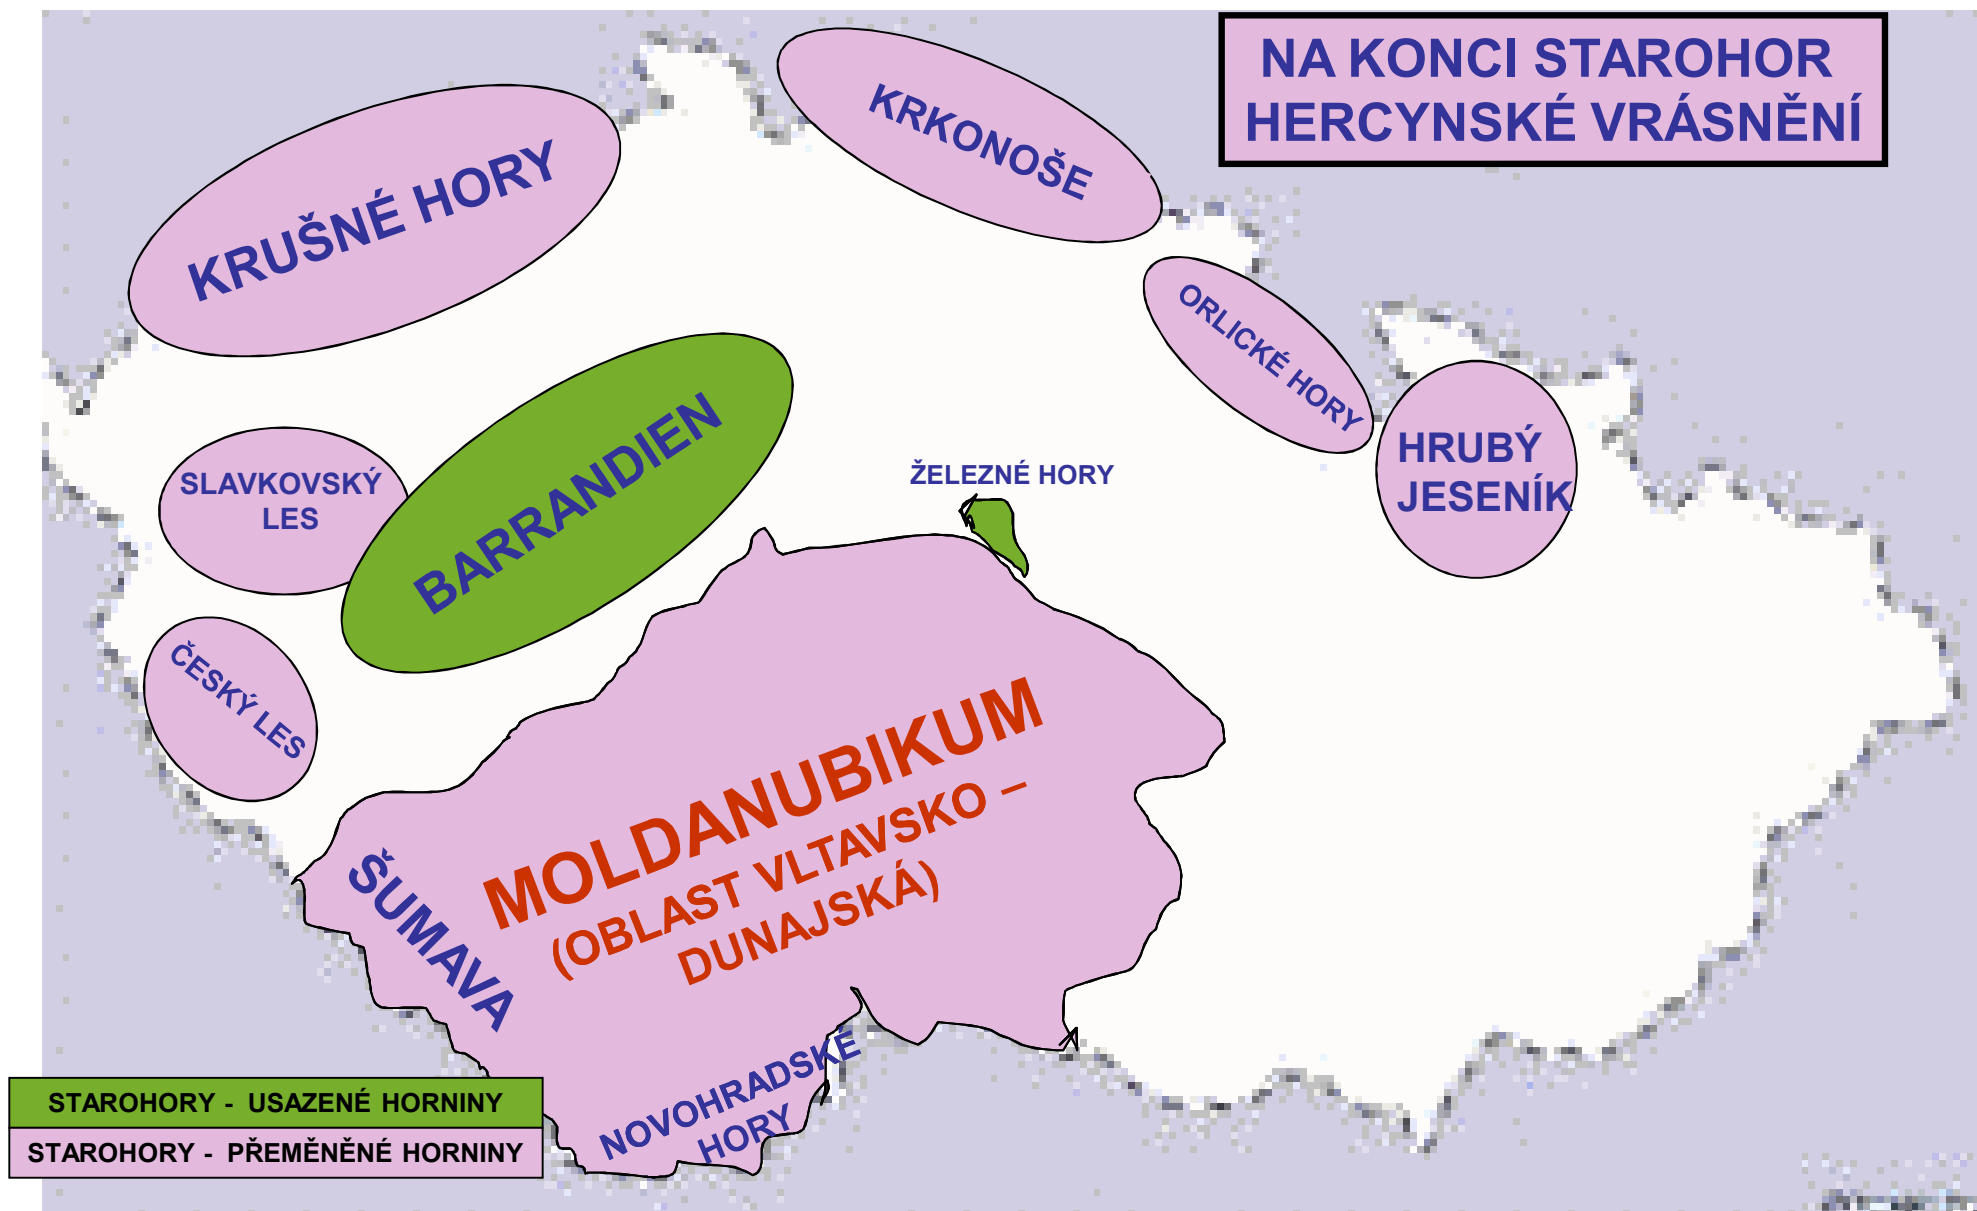 NA KONCI STAROHOR
HERCYNSKÉ VRÁSNĚNÍ
KRKONOŠE
KRUŠNÉ HORY
ORLICKÉ HORY
BARRANDIEN
HRUBÝ
JESENÍK
ŽELEZNÉ HORY
SLAVKOVSKÝ
LES
ČESKÝ LES
MOLDANUBIKUM
(OBLAST VLTAVSKO –
DUNAJSKÁ)
ŠUMAVA
NOVOHRADSKÉ
HORY
STAROHORY - USAZENÉ HORNINY
STAROHORY - PŘEMĚNĚNÉ HORNINY